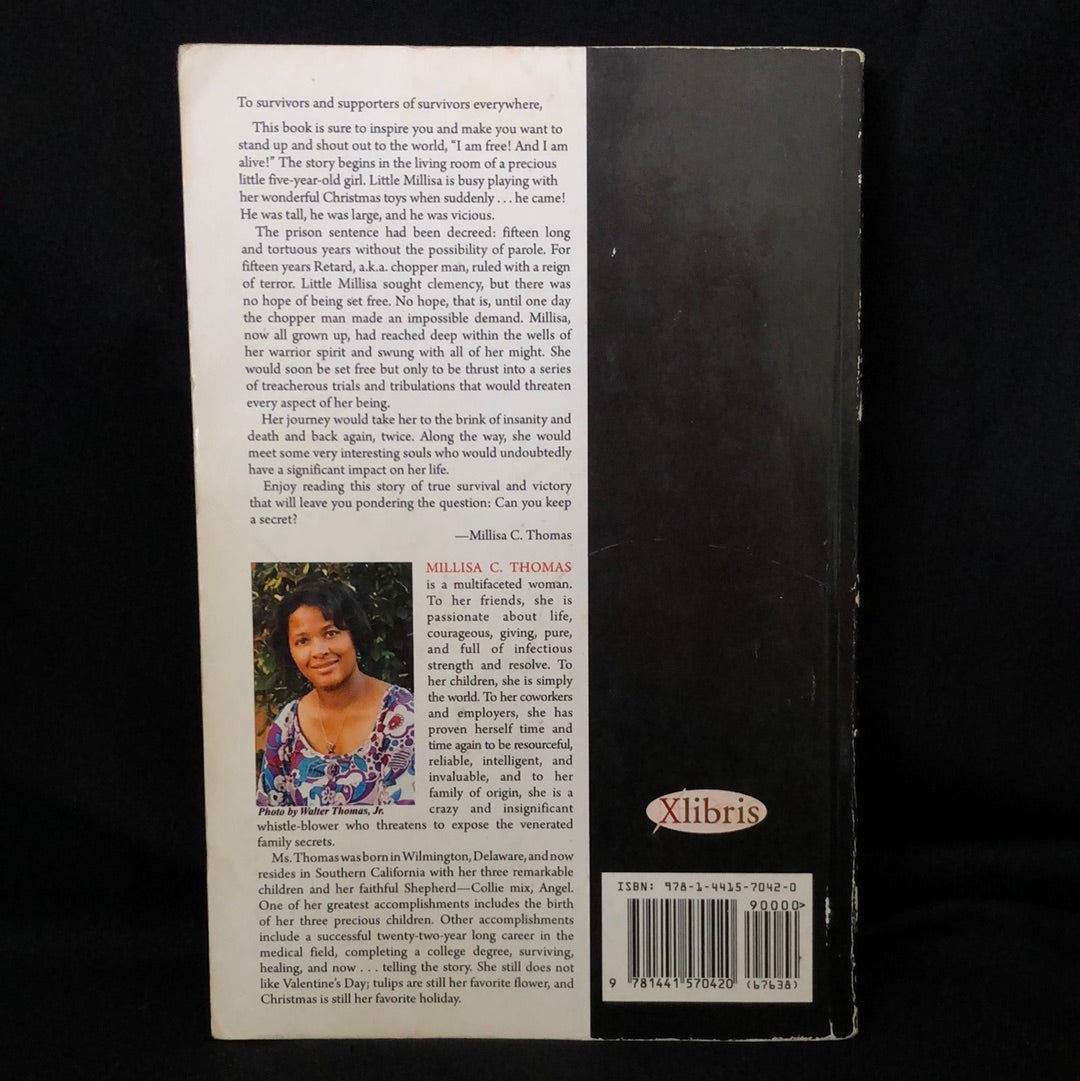 To survivors and supporters of survivors everywhere,
This book is sure to inspire you and make you want to
stand up and shout out to the world, “I am free! And I am
alive!” The story begins in the living room of a precious
little five-year-old girl. Little Millisa is busy playing with
her wonderful Christmas toys when suddenly . . . he came!
He was tall, he was large, and he was vicious.
The prison sentence had been decreed: fifteen long
and tortuous years without the possibility of parole. For
fifteen years Retard, a.k.a. chopper man, ruled with a reign
of terror. Little Millisa sought clemency, but there was
no hope of being set free. No hope, that is, until one day
the chopper man made an impossible demand. Millisa,
now all grown up, had reached deep within the wells of
her warrior spirit and swung with all of her might. She
would soon be set free but only to be thrust into a series
of treacherous trials and tribulations that would threaten
every aspect of her being.
Her journey would take her to the brink of insanity and
death and back again, twice. Along the way, she would
meet some very interesting souls who would undoubtedly
have a significant impact on her life.
Enjoy reading this story of true survival and victory
that will leave you pondering the question: Can you keep
a secret?
—Millisa C. Thomas
MILLISA C. THOMAS
is a multifaceted woman.
To her friends, she is
passionate about life,
courageous, giving, pure,
and full of infectious
strength and resolve. To
her children, she is simply
the world. To her coworkers
and employers, she has
proven herself time and
time again to be resourceful,
reliable, intelligent, and
invaluable, and to her
family of origin, she is a
crazy and insignificant
Photo by Walter Thomas, Jr.
whistle-blower who threatens to expose the venerated
family secrets.
Ms. Thomas was born in Wilmington, Delaware, and now
resides in Southern California with her three remarkable
children and her faithful Shepherd—Collie mix, Angel.
One of her greatest accomplishments includes the birth
of her three precious children. Other accomplishments
include a successful twenty-two-year long career in the
medical field, completing a college degree, surviving,
healing, and now . . . telling the story. She still does not
like Valentine’s Day; tulips are still her favorite flower, and
Christmas is still her favorite holiday.
Xlibris
ISBN: 978-1-4415-7042-0
90000>
9 781441 570420 (67638)